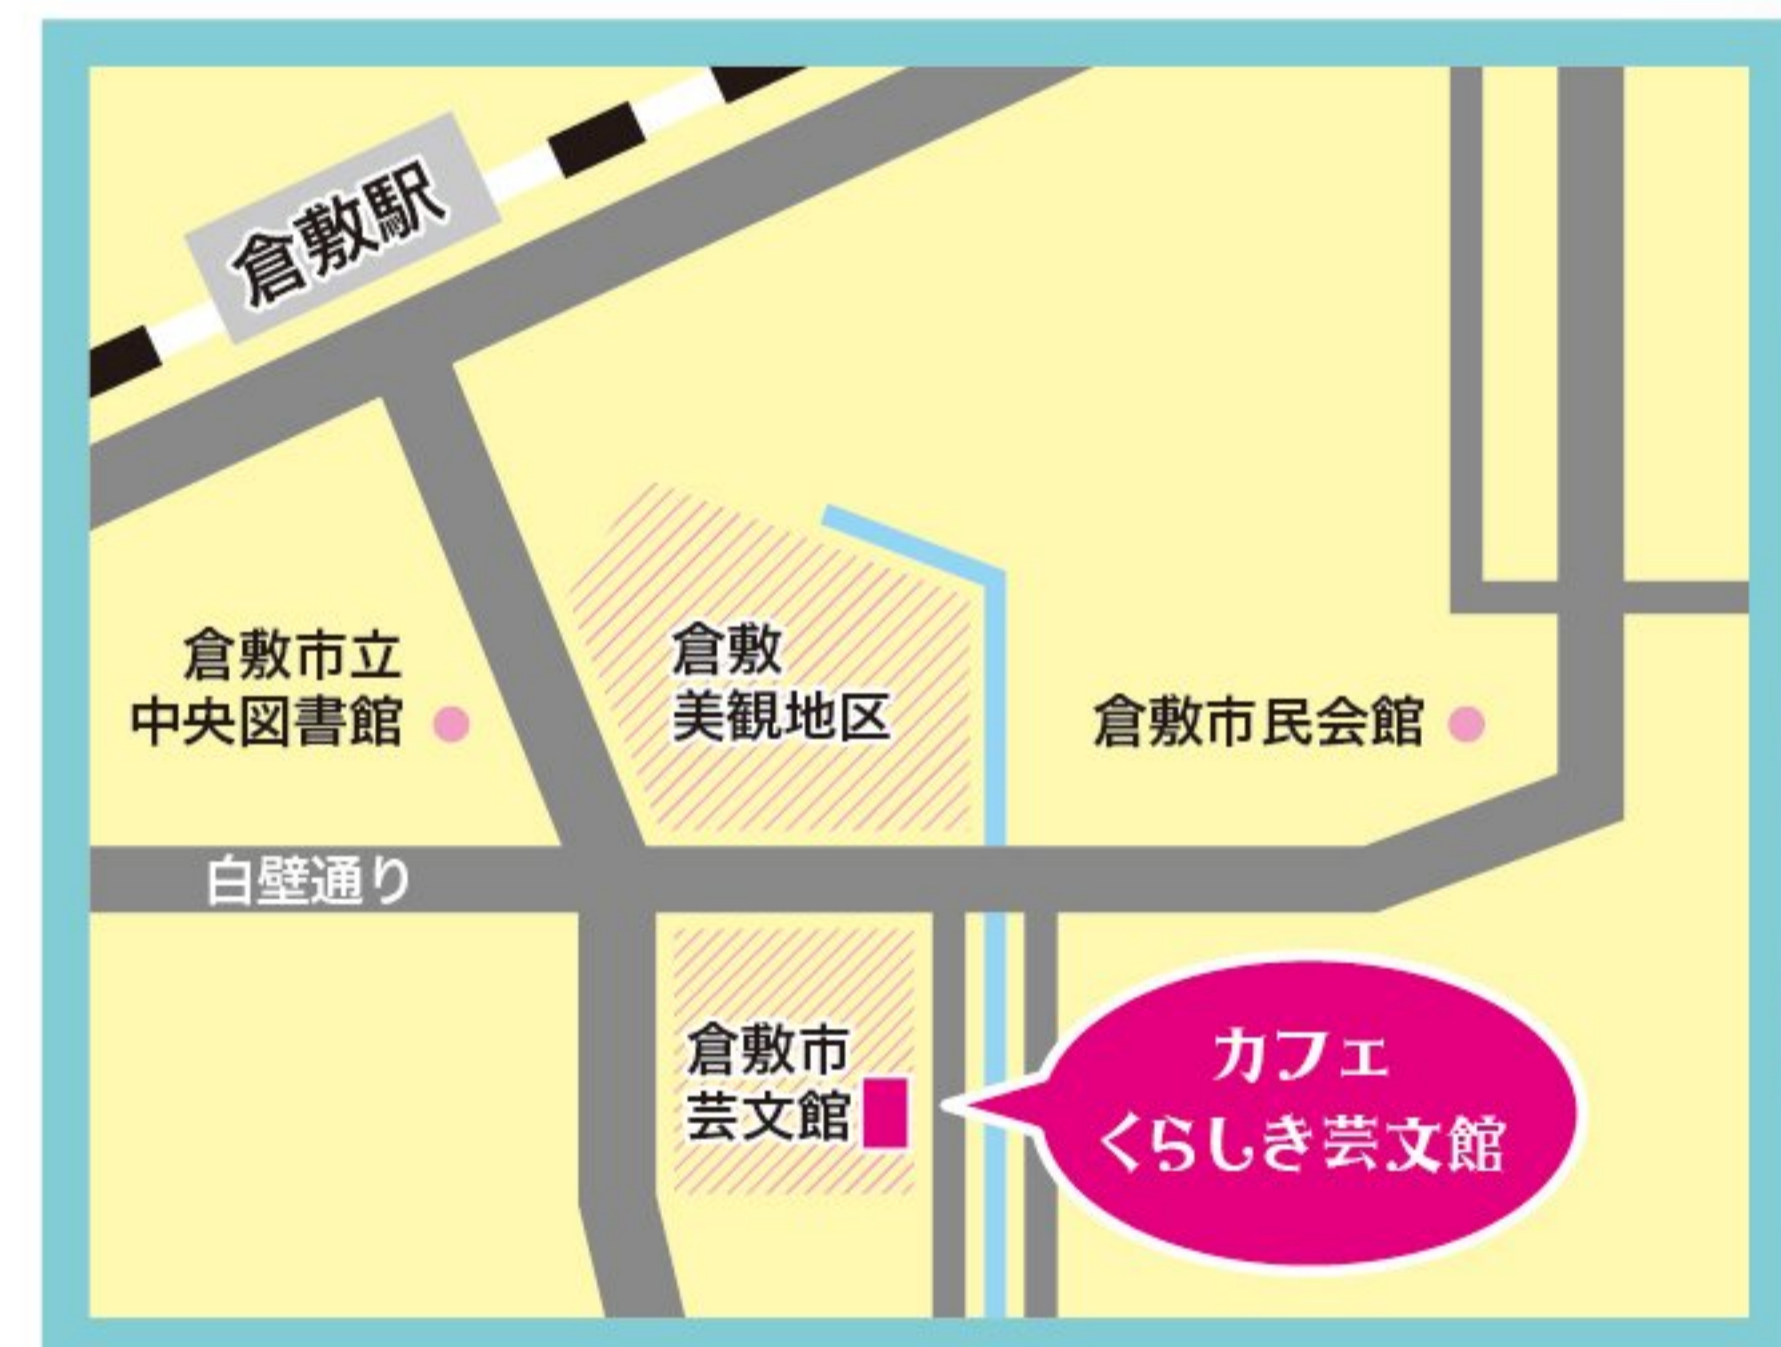 倉敷駅
倉敷市立
中央図書館
倉敷
美観地区
倉敷市民会館
白壁通り
倉敷市
芸文館
カフェ
くらしき芸文館